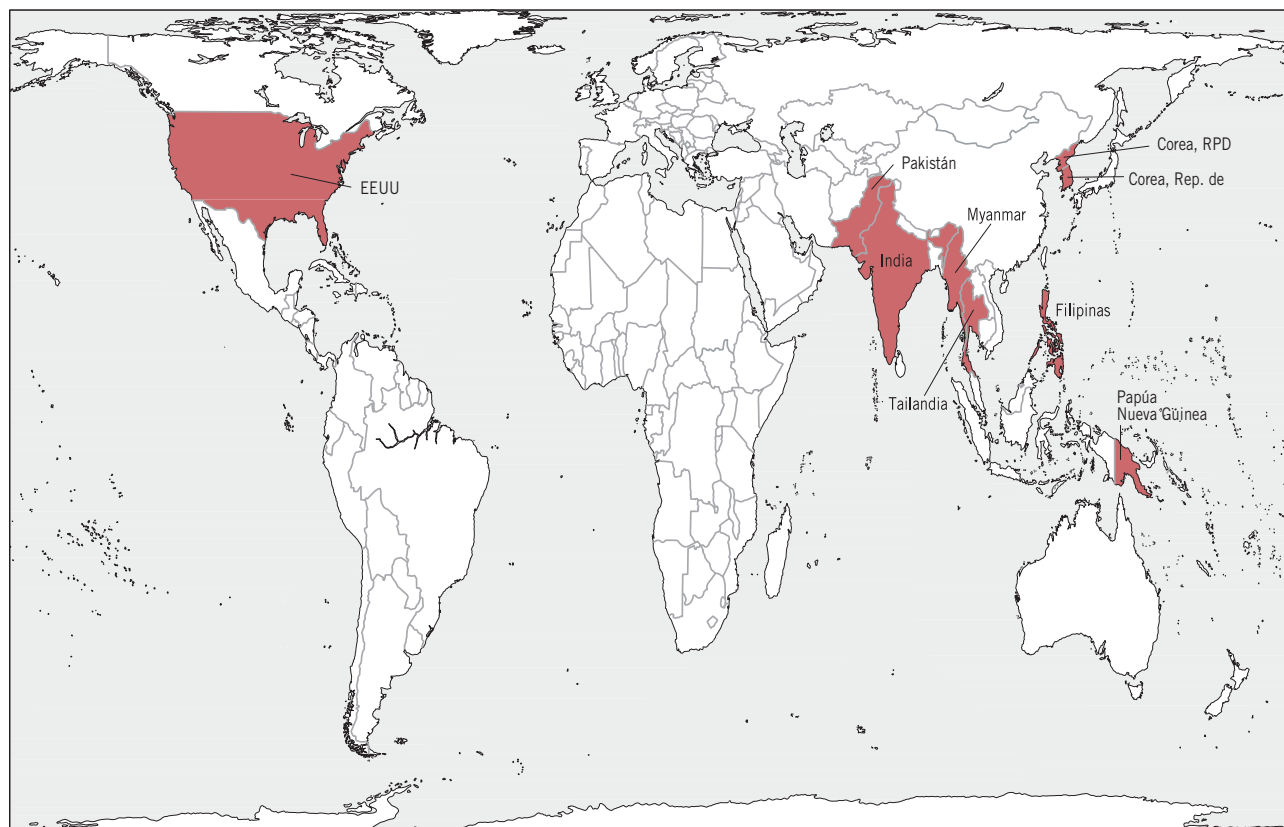 Corea, RPD
Pakistán
Corea, Rep. de
EEUU
Myanmar
India
Filipinas
Tailandia
Papúa
Nueva Guinea